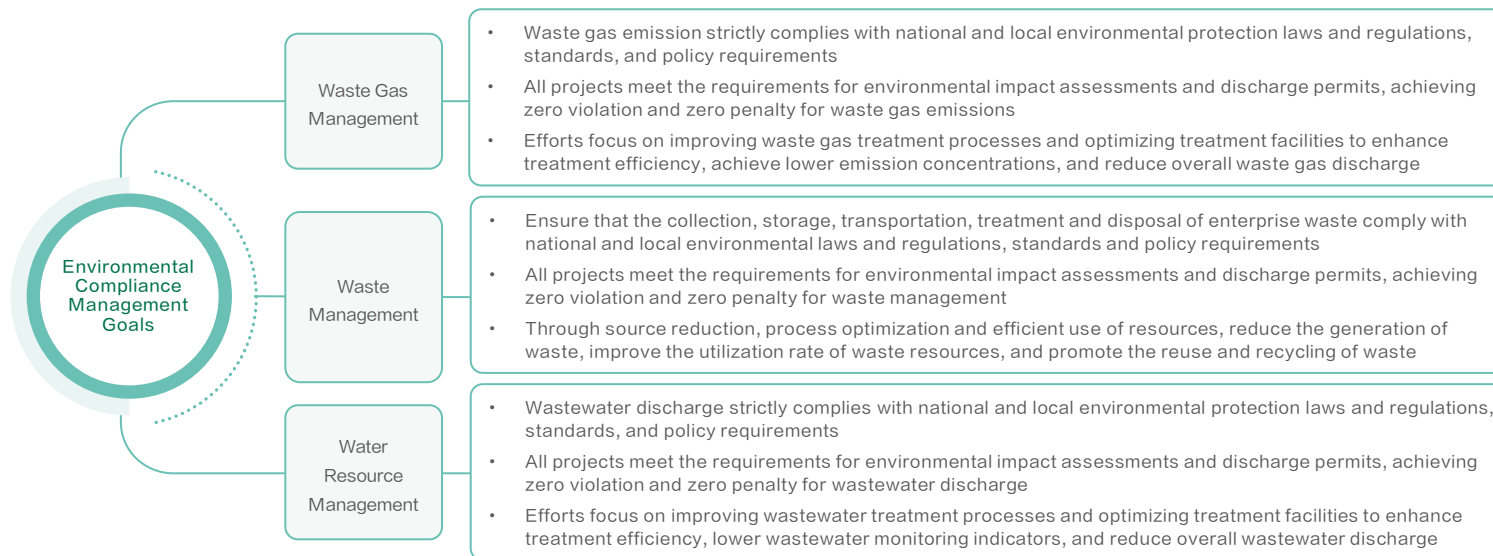 Environmental
Compliance
Management
Goals
Waste Gas
Management
• Waste gas emission strictly complies with national and local environmental protection laws and regulations,
standards, and policy requirements
• All projects meet the requirements for environmental impact assessments and discharge permits, achieving
zero violation and zero penalty for waste gas emissions
• Efforts focus on improving waste gas treatment processes and optimizing treatment facilities to enhance
treatment efficiency, achieve lower emission concentrations, and reduce overall waste gas discharge
Waste
Management
• Ensure that the collection, storage, transportation, treatment and disposal of enterprise waste comply with
national and local environmental laws and regulations, standards and policy requirements
• All projects meet the requirements for environmental impact assessments and discharge permits, achieving
zero violation and zero penalty for waste management
• Through source reduction, process optimization and efficient use of resources, reduce the generation of
waste, improve the utilization rate of waste resources, and promote the reuse and recycling of waste
Water
Resource
Management
• Wastewater discharge strictly complies with national and local environmental protection laws and regulations,
standards, and policy requirements
• All projects meet the requirements for environmental impact assessments and discharge permits, achieving
zero violation and zero penalty for wastewater discharge
• Efforts focus on improving wastewater treatment processes and optimizing treatment facilities to enhance
treatment efficiency, lower wastewater monitoring indicators, and reduce overall wastewater discharge